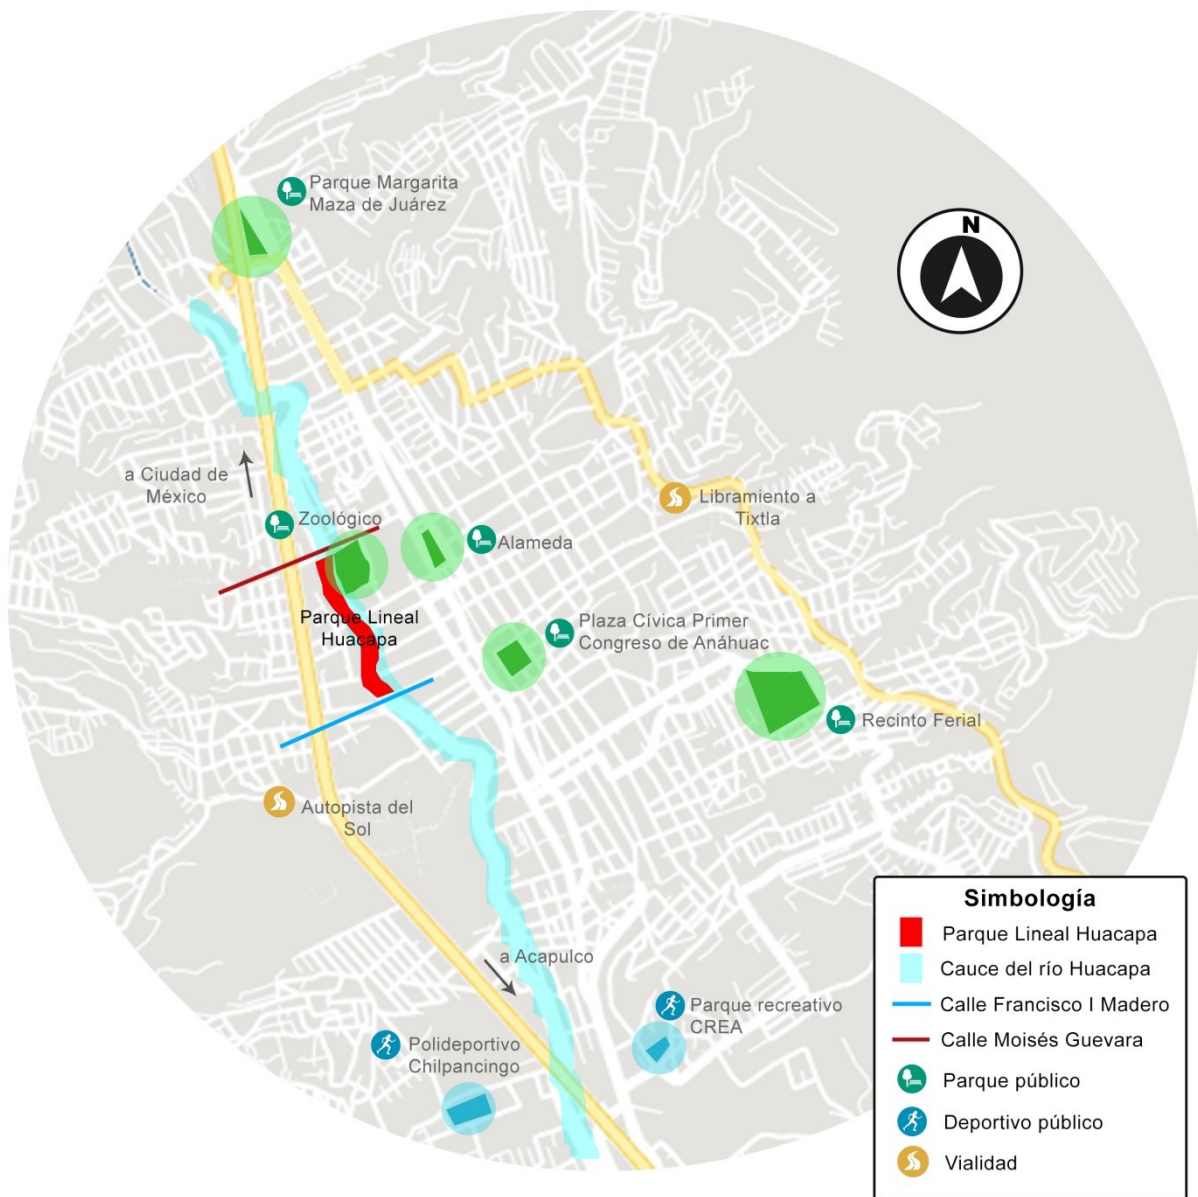 Parque Margarita
Maza de Juárez
N
a Ciudad de
México
Zoológico
Alameda
Libramiento a
Tixtla
Parque Lineal
Huacapa
Plaza Cívica Primer
Congreso de Anáhuac
Recinto Ferial
Autopista del
Sol
a Acapulco
Parque recreativo
CREA
Polideportivo
Chilpancingo
Simbología
Parque Lineal Huacapa
Cauce del río Huacapa
Calle Francisco I Madero
Calle Moisés Guevara
Parque público
Deportivo público
Vialidad